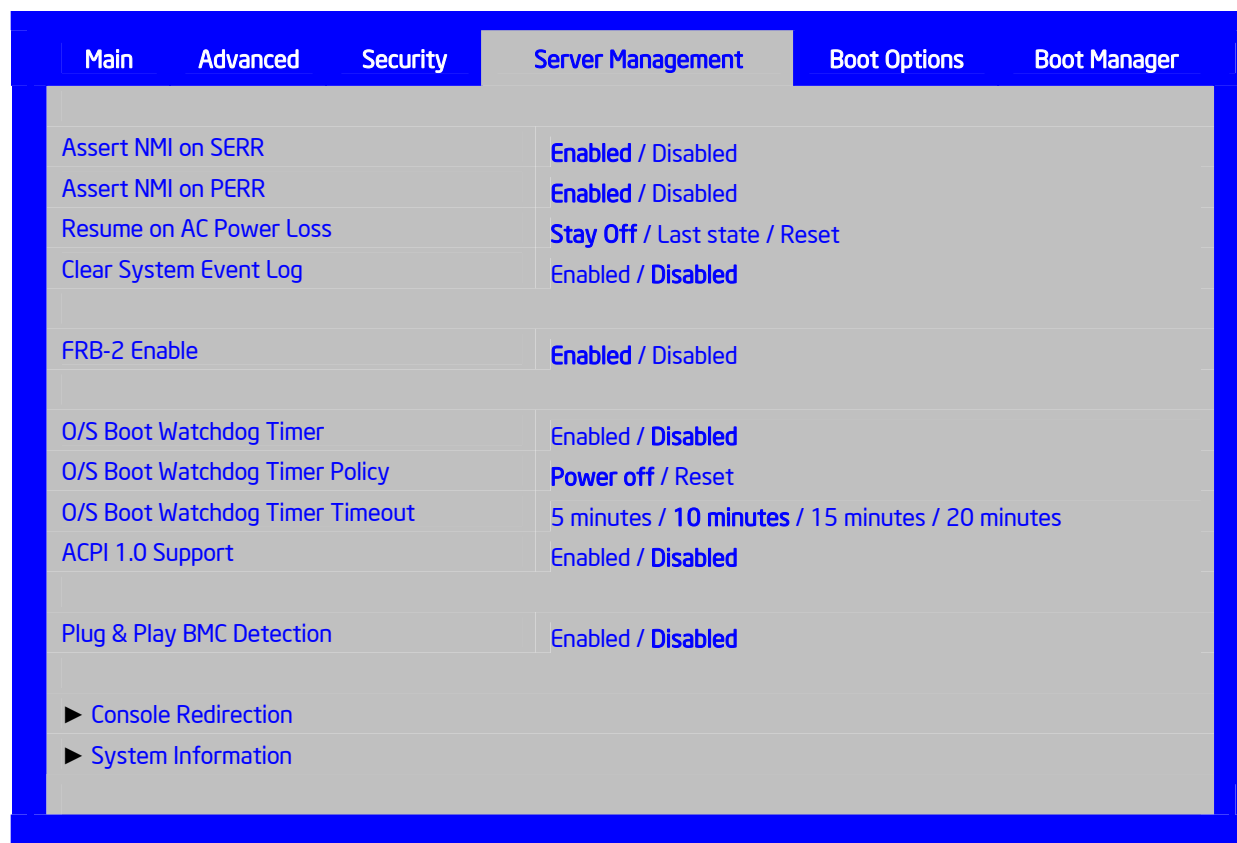 Main Advanced Security Server Management Boot Options Boot Manager
Assert NMI on SERR Enabled / Disabled
Assert NMI on PERR Enabled / Disabled
Resume on AC Power Loss Stay Off / Last state / Reset
Clear System Event Log Enabled / Disabled
FRB-2 Enable Enabled / Disabled
O/S Boot Watchdog Timer Enabled / Disabled
O/S Boot Watchdog Timer Policy Power off / Reset
O/S Boot Watchdog Timer Timeout 5 minutes / 10 minutes / 15 minutes / 20 minutes
ACPI 1.0 Support Enabled / Disabled
Plug & Play BMC Detection Enabled / Disabled
► Console Redirection
► System Information